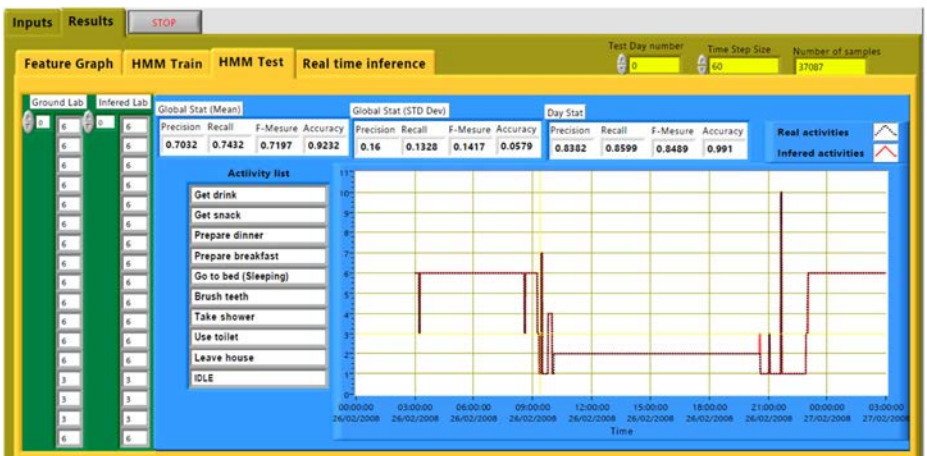 Inputs Results STOP
Test Day number Time Step Size Number of samples
0 60 37087
Feature Graph HMM Train HMM Test Real time inference
Ground Lab Infered Lab
0 0
6 6
6 6
6 6
6 6
6 6
6 6
6 6
6 6
6 6
6 6
6 6
6 6
6 6
3 3
3 3
3 3
6 6
Global Stat (Mean)
Precision Recall F-Mesure Accuracy
0.7032 0.7432 0.7197 0.9232
Global Stat (STD Dev)
Precision Recall F-Mesure Accuracy
0.16 0.1328 0.1417 0.0579
Day Stat
Precision Recall F-Mesure Accuracy
0.8382 0.8599 0.8489 0.991
Real activities
Infered activities
Actiivity list
Get drink
Get snack
Prepare dinner
Prepare breakfast
Go to bed (Sleeping)
Brush teeth
Take shower
Use toilet
Leave house
IDLE
11
10
9
8
7
6
5
4
3
2
1
0
00:00:00 03:00:00 06:00:00 09:00:00 12:00:00 15:00:00 18:00:00 21:00:00 00:00:00 03:00:00
26/02/2008 26/02/2008 26/02/2008 26/02/2008 26/02/2008 26/02/2008 26/02/2008 26/02/2008 27/02/2008 27/02/2008
Time